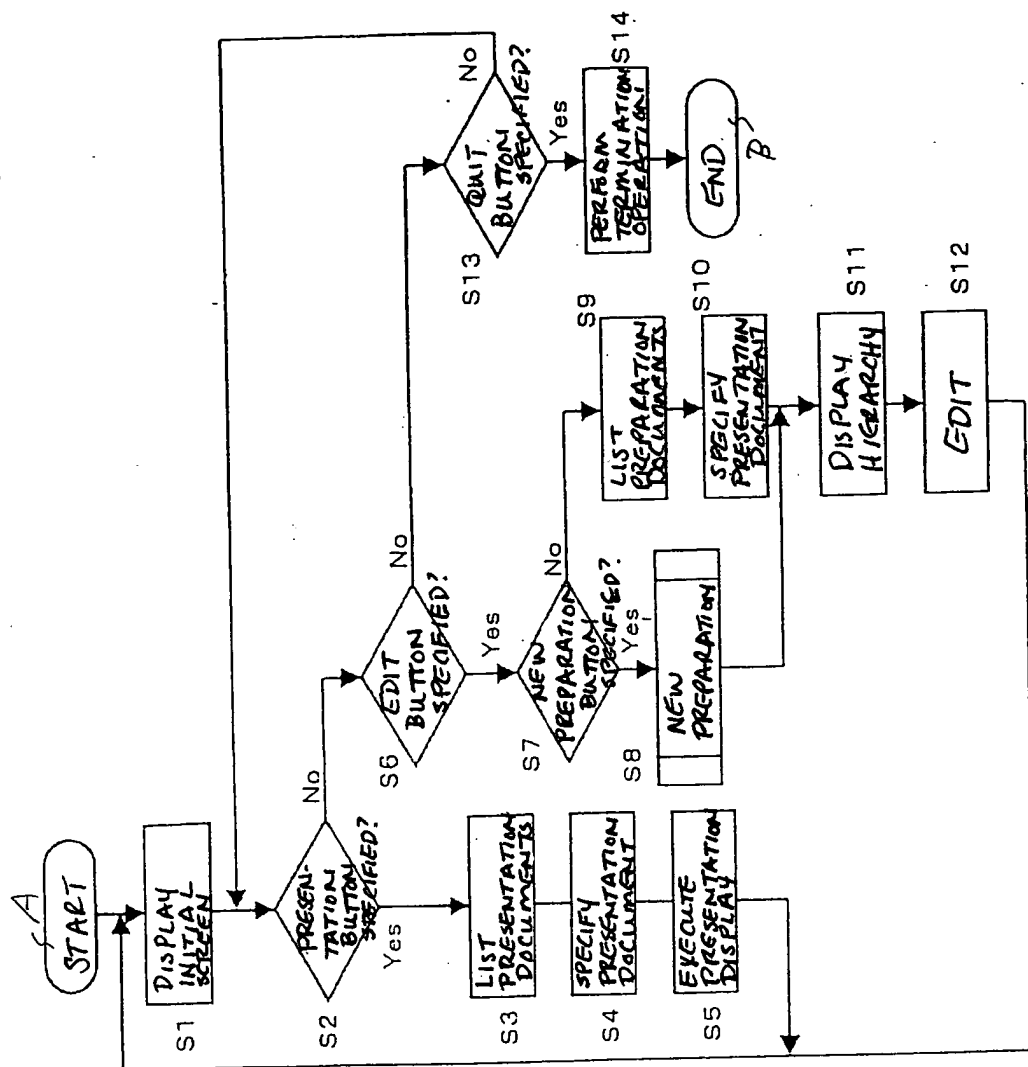 A
START
S1
DISPLAY
INITIAL
SCREEN
S2
PRESEN-
TATION
BUTTON
SPECIFIED?
No
Yes
S3
LIST
PRESENTATION
DOCUMENTS
S4
SPECIFY
PRESENTATION
DOCUMENT
S5
EXECUTE
PRESENTATION
DISPLAY
S6
EDIT
BUTTON
SPECIFIED?
No
Yes
S7
NEW
PREPARATION
BUTTON
SPECIFIED?
No
Yes
S8
NEW
PREPARATION
S9
LIST
PREPARATION
DOCUMENTS
S10
SPECIFY
PRESENTATION
DOCUMENT
S11
DISPLAY
HIERARCHY
S12
EDIT
S13
QUIT
BUTTON
SPECIFIED?
No
Yes
S14
PERFORM
TERMINATION
OPERATION
END
B